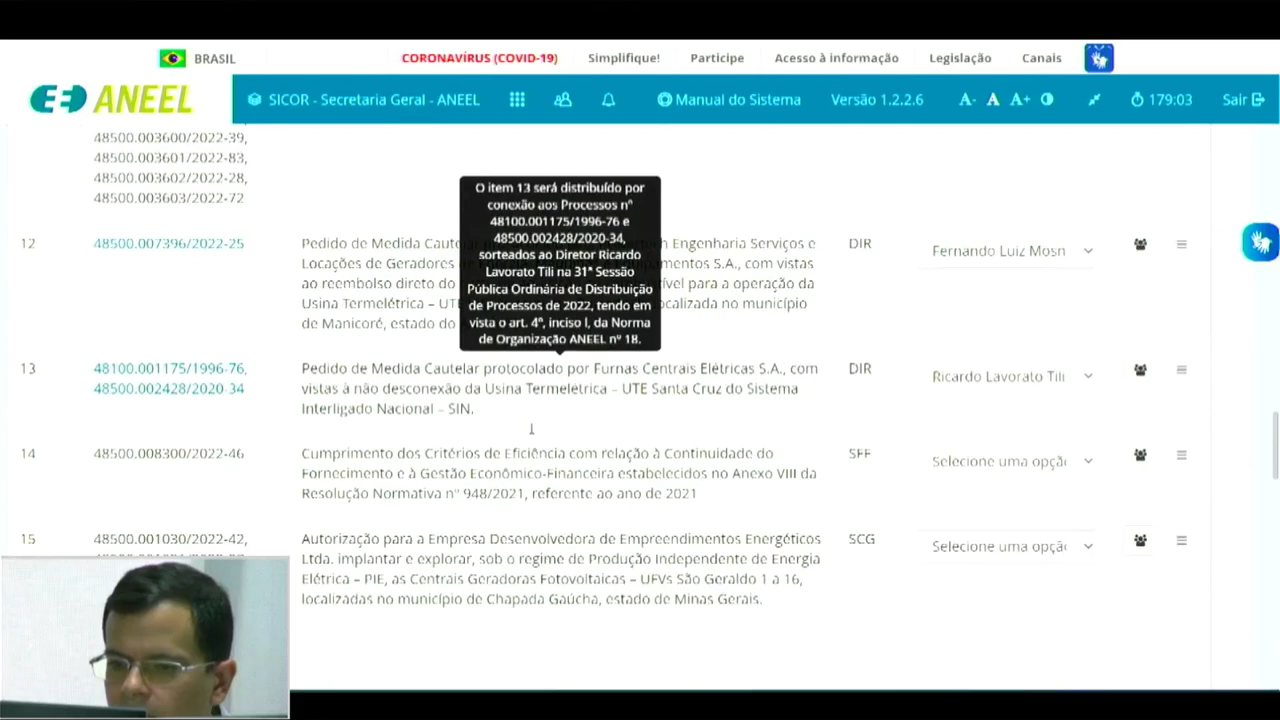 BRASIL
CORONAVÍRUS (COVID-19)
Simplifique!
Participe
Acesso à informação
Legislação
Canais
ANEEL
SICOR - Secretaria Geral - ANEEL
Manual do Sistema
Versão 1.2.2.6
A-
A
A+
179:03
Sair
48500.003600/2022-39,
48500.003601/2022-83,
48500.003602/2022-28,
48500.003603/2022-72
O item 13 será distribuído por
conexão aos Processos nº
48100.001175/1996-76 e
48500.002428/2020-34,
sorteados ao Diretor Ricardo
Lavorato Tili na 31ª Sessão
Pública Ordinária de Distribuição
de Processos de 2022, tendo em
vista o art. 4º, inciso I, da Norma
de Organização ANEEL nº 18.
12
48500.007396/2022-25
Pedido de Medida Caute Engenharia Serviços e
Locações de Geradores amentos S.A., com vistas
ao reembolso direto do ível para a operação da
Usina Termelétrica – UT ocalizada no município
de Manicoré, estado do
DIR
Fernando Luiz Mosn
13
48100.001175/1996-76,
48500.002428/2020-34
Pedido de Medida Cautelar protocolado por Furnas Centrais Elétricas S.A., com
vistas à não desconexão da Usina Termelétrica – UTE Santa Cruz do Sistema
Interligado Nacional – SIN.
DIR
Ricardo Lavorato Tili
14
48500.008300/2022-46
Cumprimento dos Critérios de Eficiência com relação à Continuidade do
Fornecimento e à Gestão Econômico-Financeira estabelecidos no Anexo VIII da
Resolução Normativa nº 948/2021, referente ao ano de 2021
SFF
Selecione uma opçã
15
48500.001030/2022-42,
Autorização para a Empresa Desenvolvedora de Empreendimentos Energéticos
Ltda. implantar e explorar, sob o regime de Produção Independente de Energia
Elétrica – PIE, as Centrais Geradoras Fotovoltaicas – UFVs São Geraldo 1 a 16,
localizadas no município de Chapada Gaúcha, estado de Minas Gerais.
SCG
Selecione uma opçã